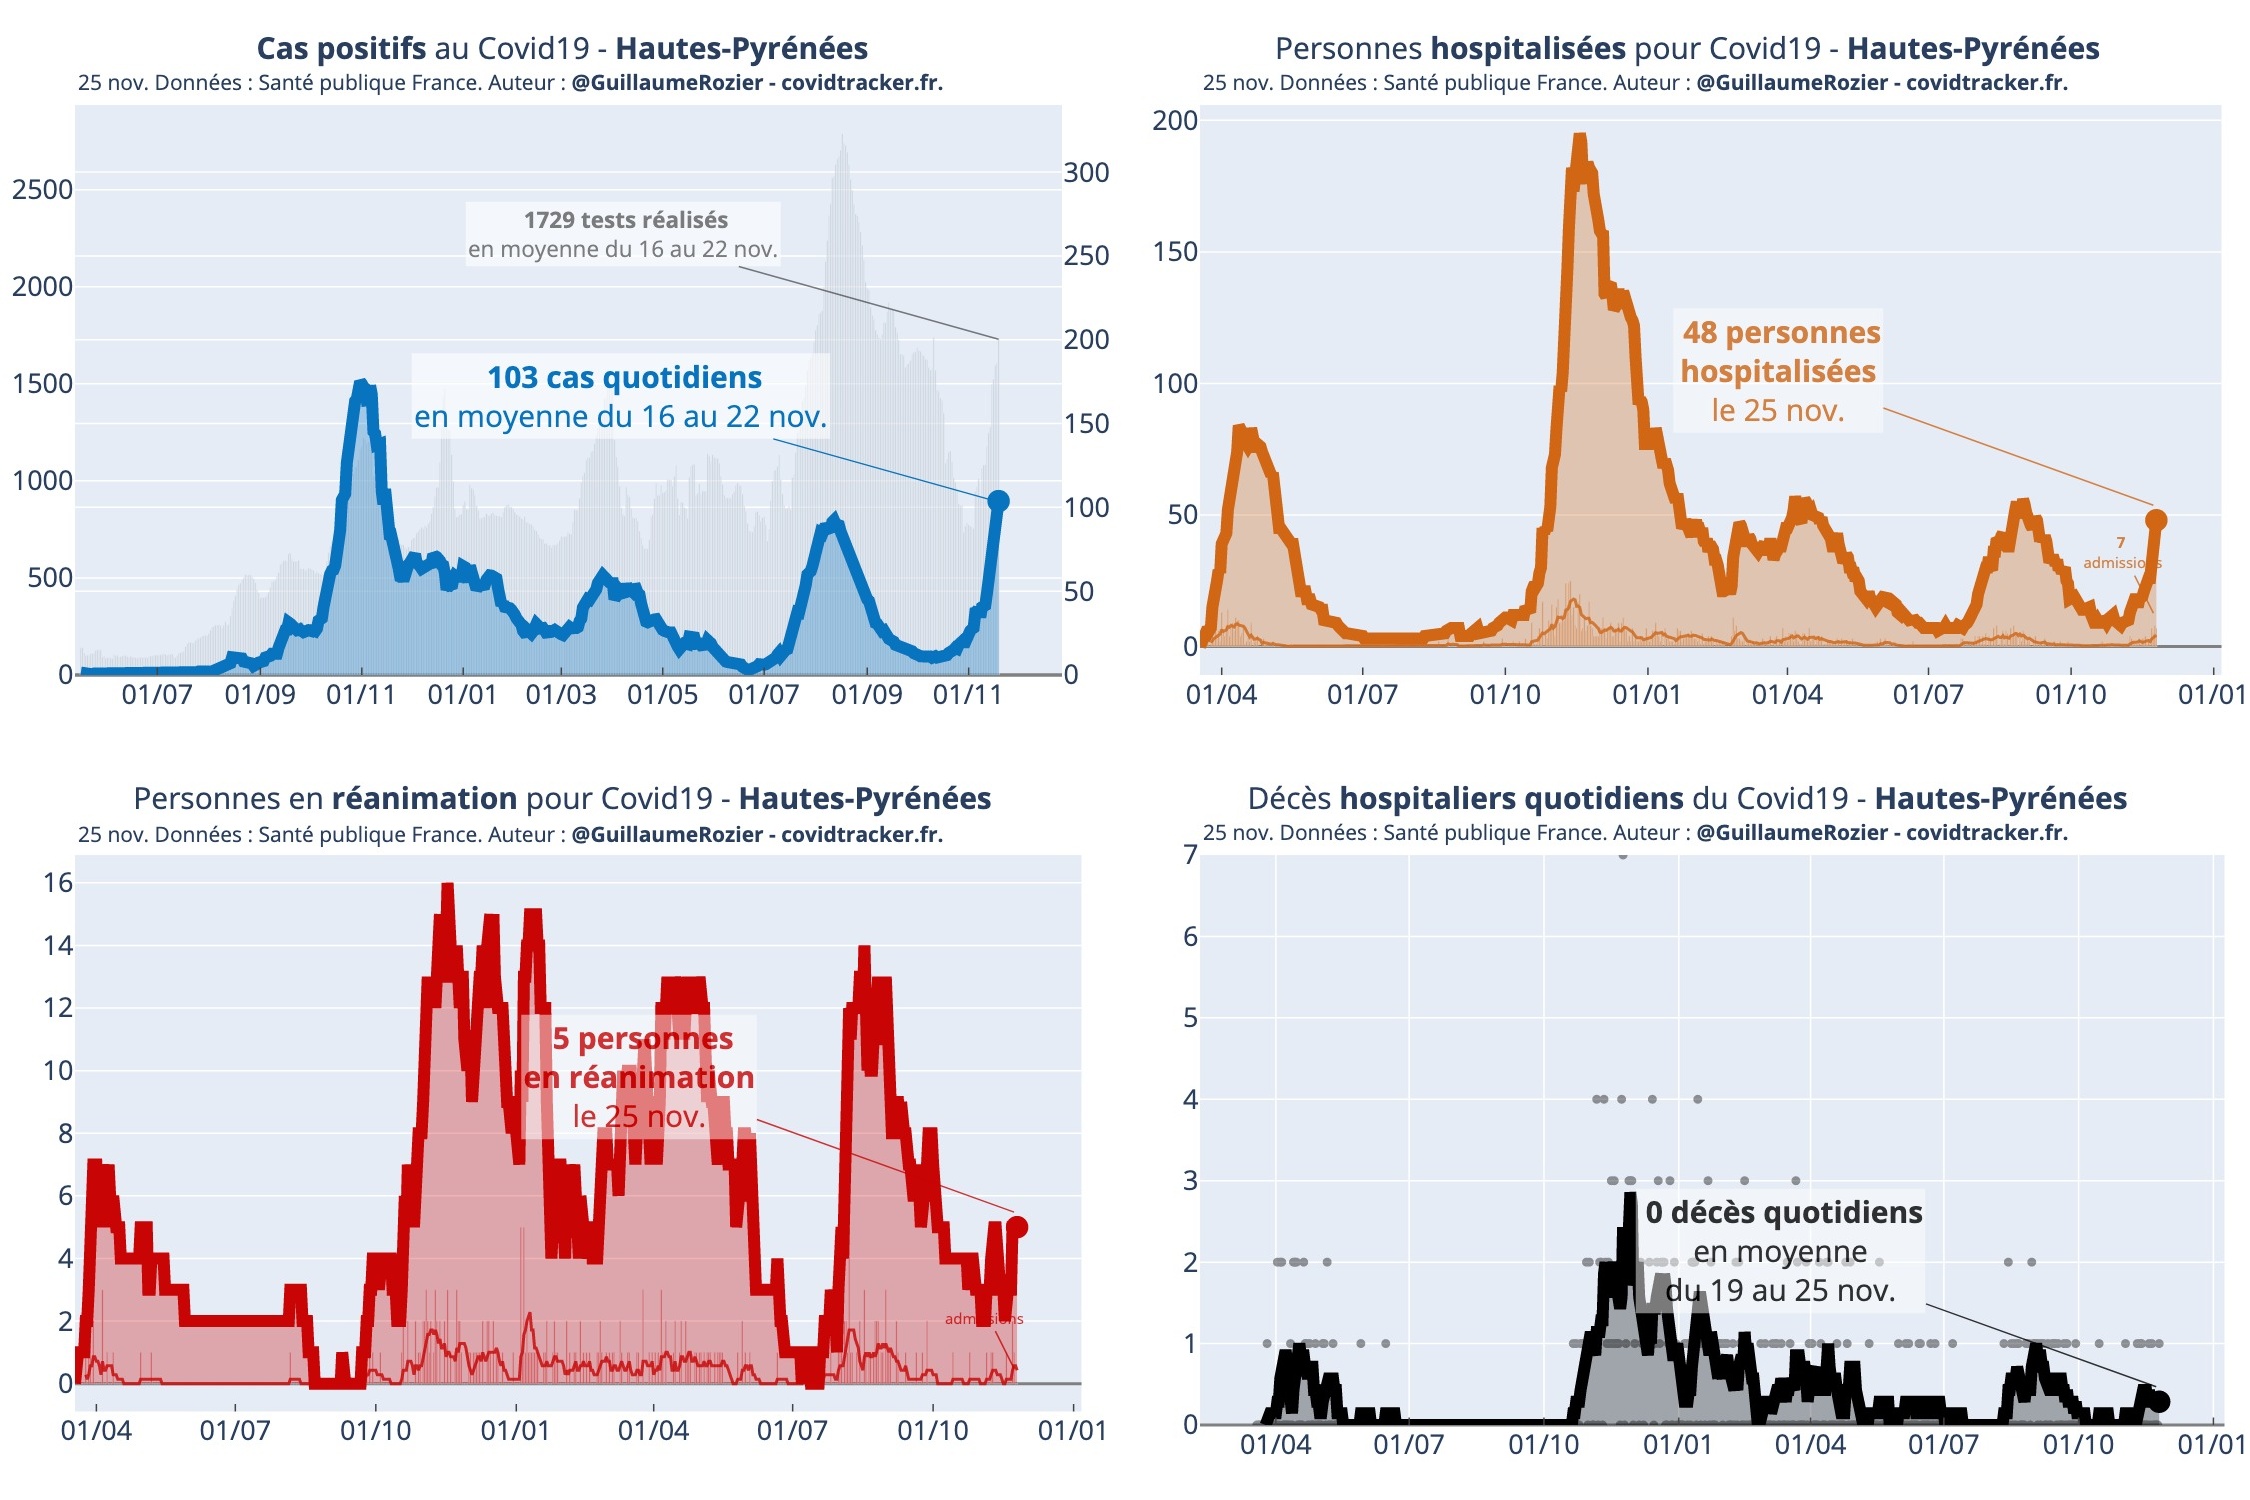 Cas positifs au Covid19 - Hautes-Pyrénées
25 nov. Données : Santé publique France. Auteur : @GuillaumeRozier - covidtracker.fr.
2500
2000
1500
1000
500
0
300
250
200
150
100
50
0
1729 tests réalisés
en moyenne du 16 au 22 nov.
103 cas quotidiens
en moyenne du 16 au 22 nov.
01/07 01/09 01/11 01/01 01/03 01/05 01/07 01/09 01/11
Personnes hospitalisées pour Covid19 - Hautes-Pyrénées
25 nov. Données : Santé publique France. Auteur : @GuillaumeRozier - covidtracker.fr.
200
150
100
50
0
48 personnes
hospitalisées
le 25 nov.
7
admissions
01/04 01/07 01/10 01/01 01/04 01/07 01/10 01/01
Personnes en réanimation pour Covid19 - Hautes-Pyrénées
25 nov. Données : Santé publique France. Auteur : @GuillaumeRozier - covidtracker.fr.
16
14
12
10
8
6
4
2
0
5 personnes
en réanimation
le 25 nov.
admissions
01/04 01/07 01/10 01/01 01/04 01/07 01/10 01/01
Décès hospitaliers quotidiens du Covid19 - Hautes-Pyrénées
25 nov. Données : Santé publique France. Auteur : @GuillaumeRozier - covidtracker.fr.
7
6
5
4
3
2
1
0
0 décès quotidiens
en moyenne
du 19 au 25 nov.
01/04 01/07 01/10 01/01 01/04 01/07 01/10 01/01